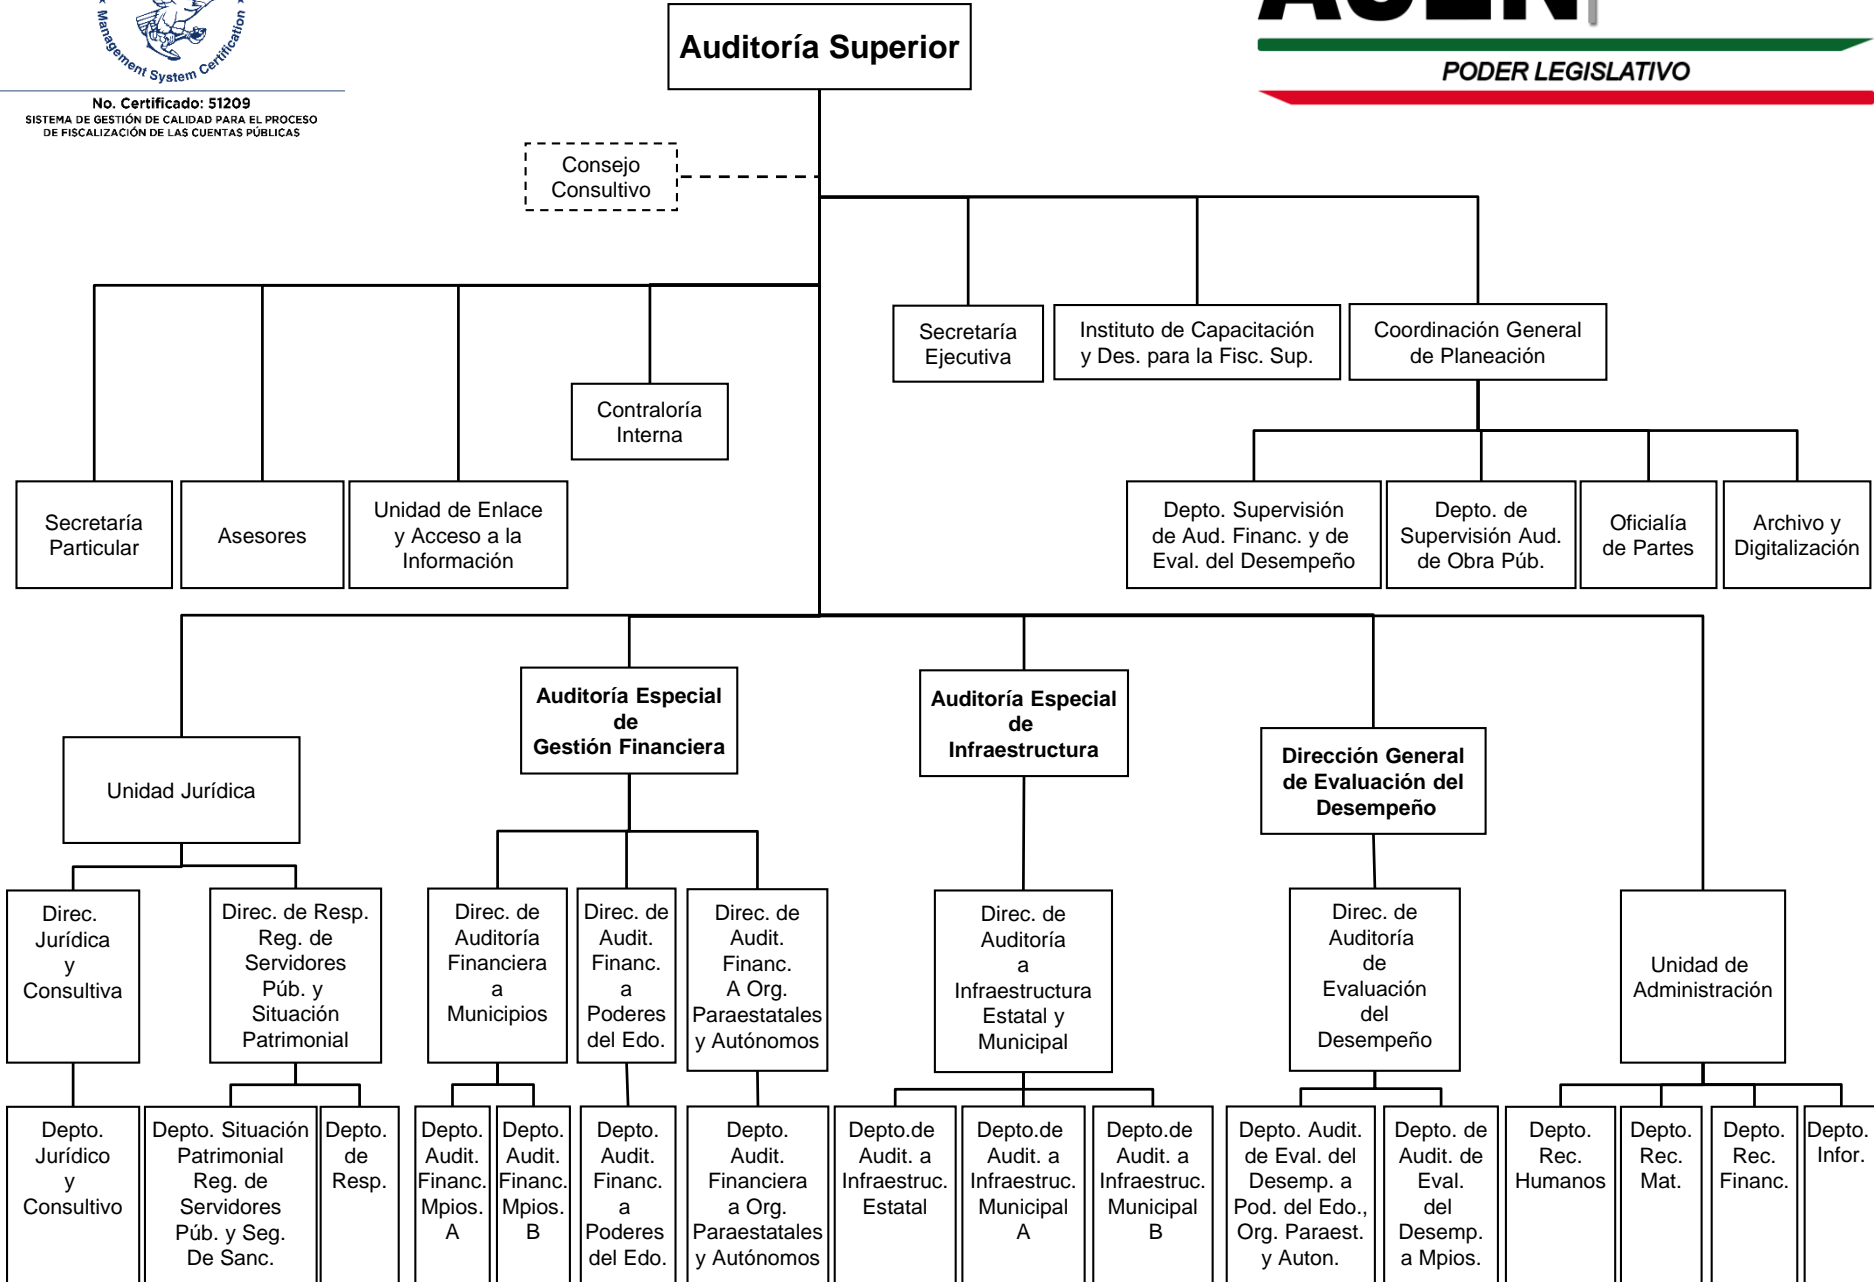 Management System Certification
No. Certificado: 51209
SISTEMA DE GESTIÓN DE CALIDAD PARA EL PROCESO
DE FISCALIZACIÓN DE LAS CUENTAS PÚBLICAS
Auditoría Superior
PODER LEGISLATIVO
Consejo
Consultivo
Secretaría
Ejecutiva
Instituto de Capacitación
y Des. para la Fisc. Sup.
Coordinación General
de Planeación
Contraloría
Interna
Secretaría
Particular
Asesores
Unidad de Enlace
y Acceso a la
Información
Depto. Supervisión
de Aud. Financ. y de
Eval. del Desempeño
Depto. de
Supervisión Aud.
de Obra Púb.
Oficialía
de Partes
Archivo y
Digitalización
Unidad Jurídica
Auditoría Especial
de
Gestión Financiera
Auditoría Especial
de
Infraestructura
Dirección General
de Evaluación del
Desempeño
Direc.
Jurídica
y
Consultiva
Direc. de Resp.
Reg. de
Servidores
Púb. y
Situación
Patrimonial
Direc. de
Auditoría
Financiera
a
Municipios
Direc. de
Audit.
Financ.
a
Poderes
del Edo.
Direc. de
Audit.
Financ.
A Org.
Paraestatales
y Autónomos
Direc. de
Auditoría
a
Infraestructura
Estatal y
Municipal
Direc. de
Auditoría
de
Evaluación
del
Desempeño
Unidad de
Administración
Depto.
Jurídico
y
Consultivo
Depto. Situación
Patrimonial
Reg. de
Servidores
Púb. y Seg.
De Sanc.
Depto.
de
Resp.
Depto.
Audit.
Financ.
Mpios.
A
Depto.
Audit.
Financ.
Mpios.
B
Depto.
Audit.
Financ.
a
Poderes
del Edo.
Depto.
Audit.
Financiera
a Org.
Paraestatales
y Autónomos
Depto.de
Audit. a
Infraestruc.
Estatal
Depto.de
Audit. a
Infraestruc.
Municipal
A
Depto.de
Audit. a
Infraestruc.
Municipal
B
Depto. Audit.
de Eval. del
Desemp. a
Pod. del Edo.,
Org. Paraest.
y Auton.
Depto. de
Audit. de
Eval.
del
Desemp.
a Mpios.
Depto.
Rec.
Humanos
Depto.
Rec.
Mat.
Depto.
Rec.
Financ.
Depto.
Infor.